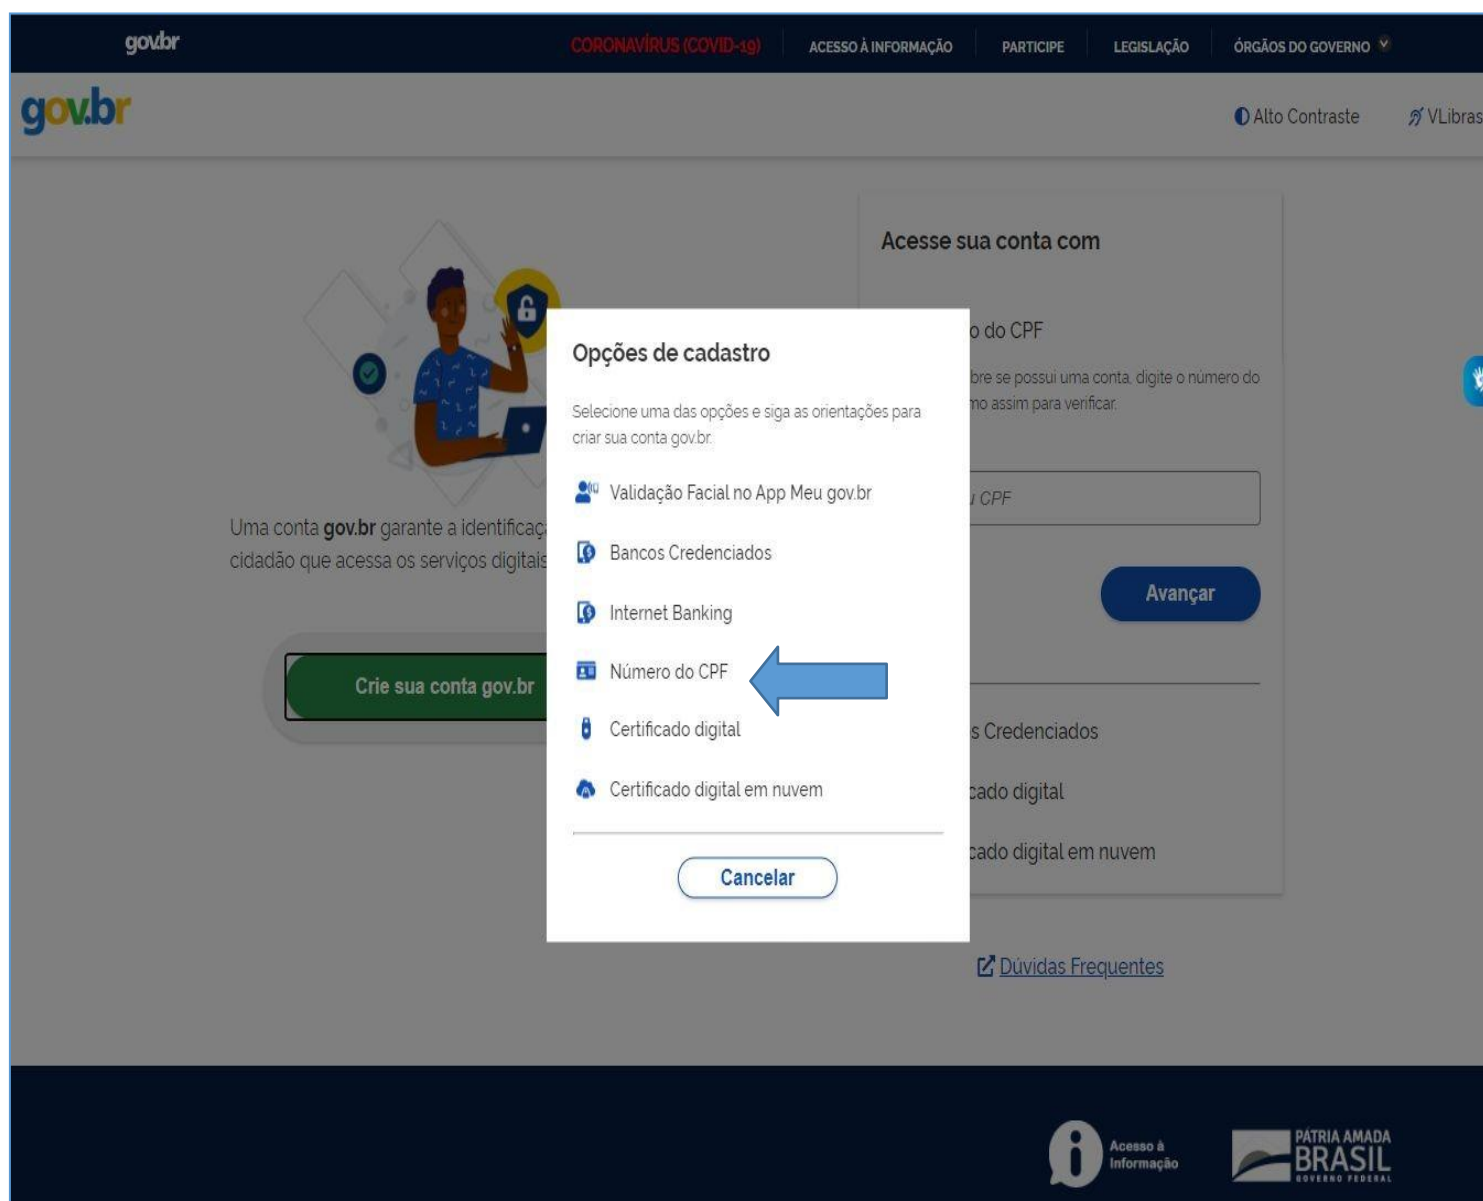 gov.br
CORONAVÍRUS (COVID-19)
ACESSO À INFORMAÇÃO
PARTICIPE
LEGISLAÇÃO
ÓRGÃOS DO GOVERNO
gov.br
Alto Contraste
VLibras
Acesse sua conta com
o do CPF
bre se possui uma conta, digite o número do
mo assim para verificar.
CPF
Avançar
s Credenciados
cado digital
cado digital em nuvem
Dúvidas Frequentes
Uma conta gov.br garante a identificaç
cidadão que acessa os serviços digitais
Crie sua conta gov.br
Opções de cadastro
Selecione uma das opções e siga as orientações para
criar sua conta gov.br.
Validação Facial no App Meu gov.br
Bancos Credenciados
Internet Banking
Número do CPF
Certificado digital
Certificado digital em nuvem
Cancelar
Acesso à
Informação
PÁTRIA AMADA
BRASIL
GOVERNO FEDERAL